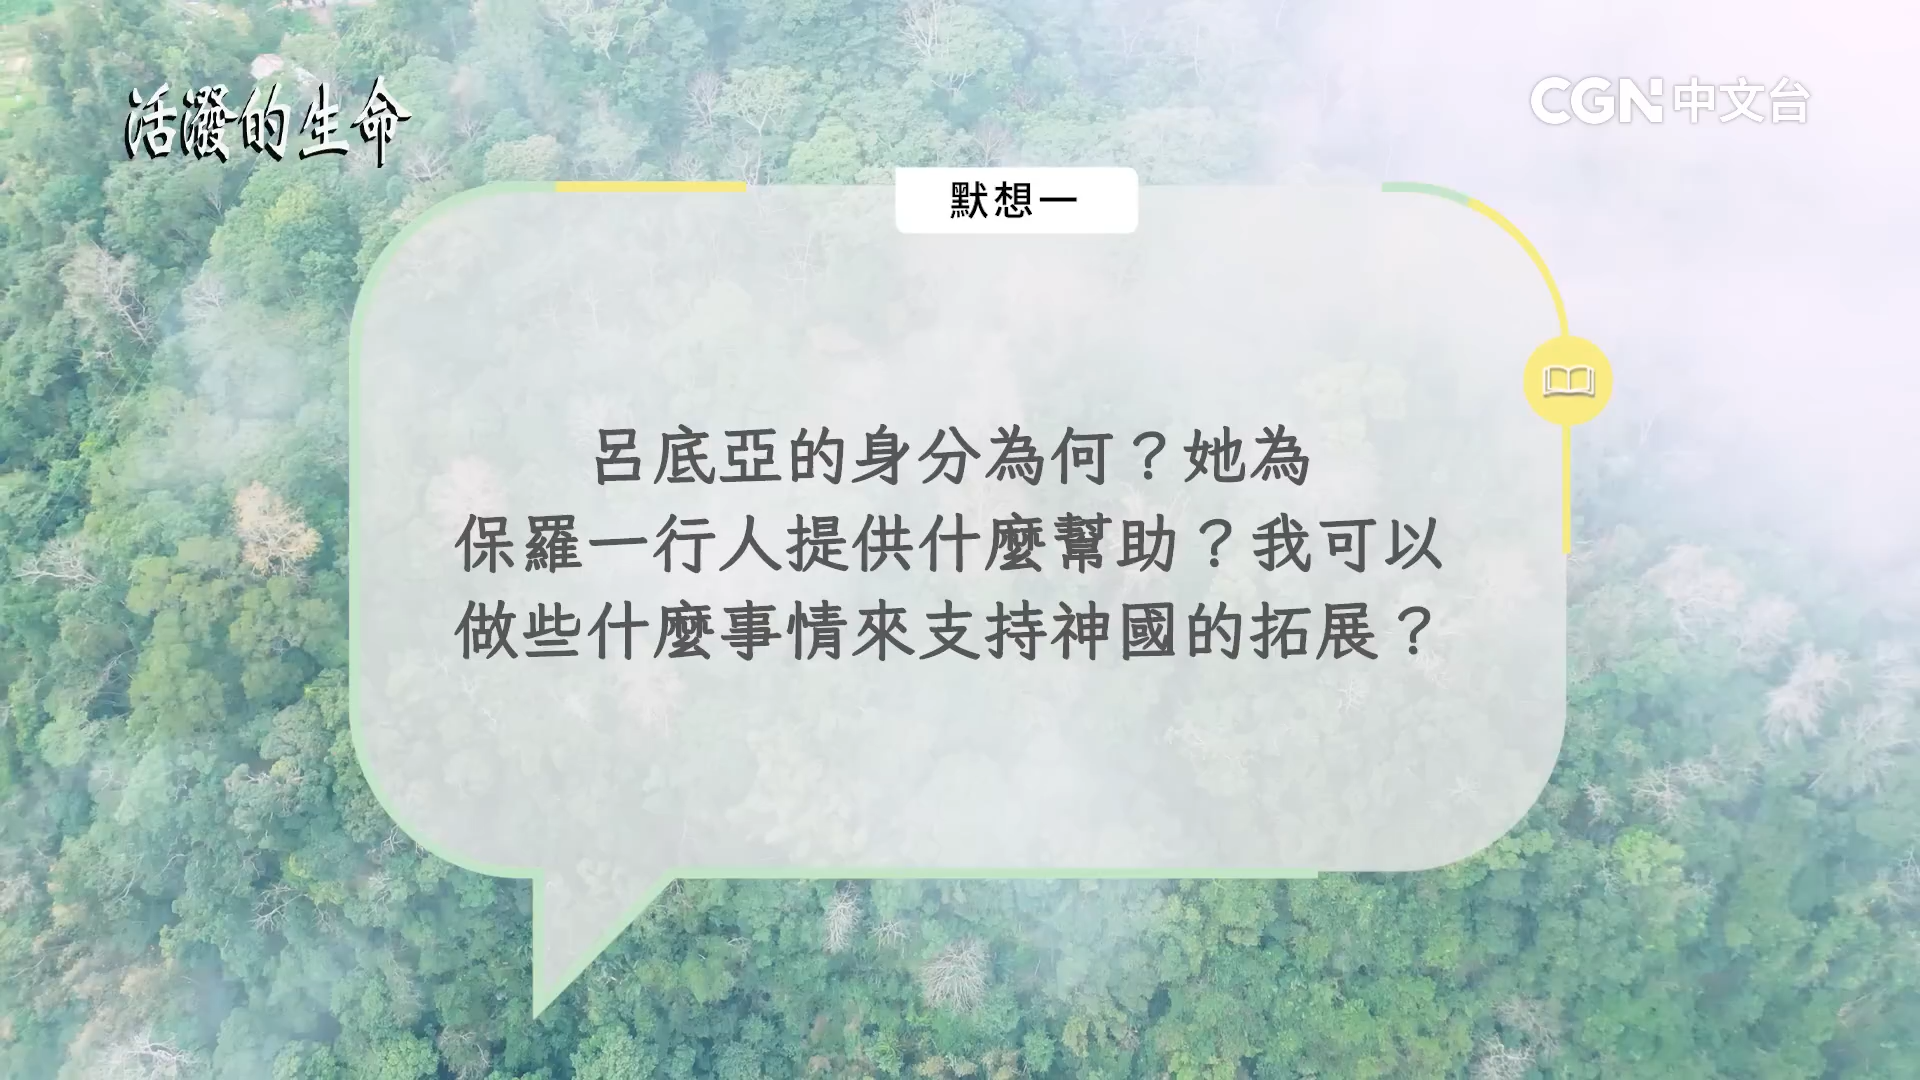 活潑的生命
CGN中文台
默想一
呂底亞的身分為何？她為
保羅一行人提供什麼幫助？我可以
做些什麼事情來支持神國的拓展？